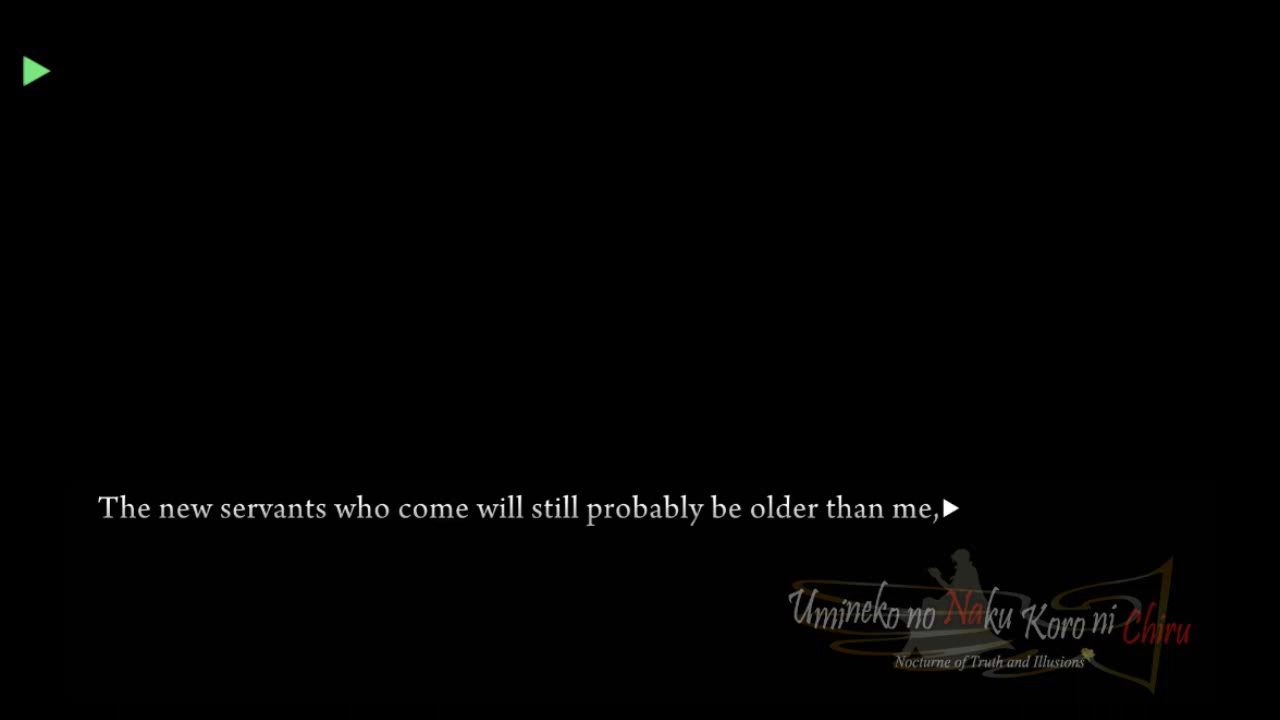 The new servants who come will still probably be older than me,
Umineko no Naku Koro ni Chiru
Nocturne of Truth and Illusions